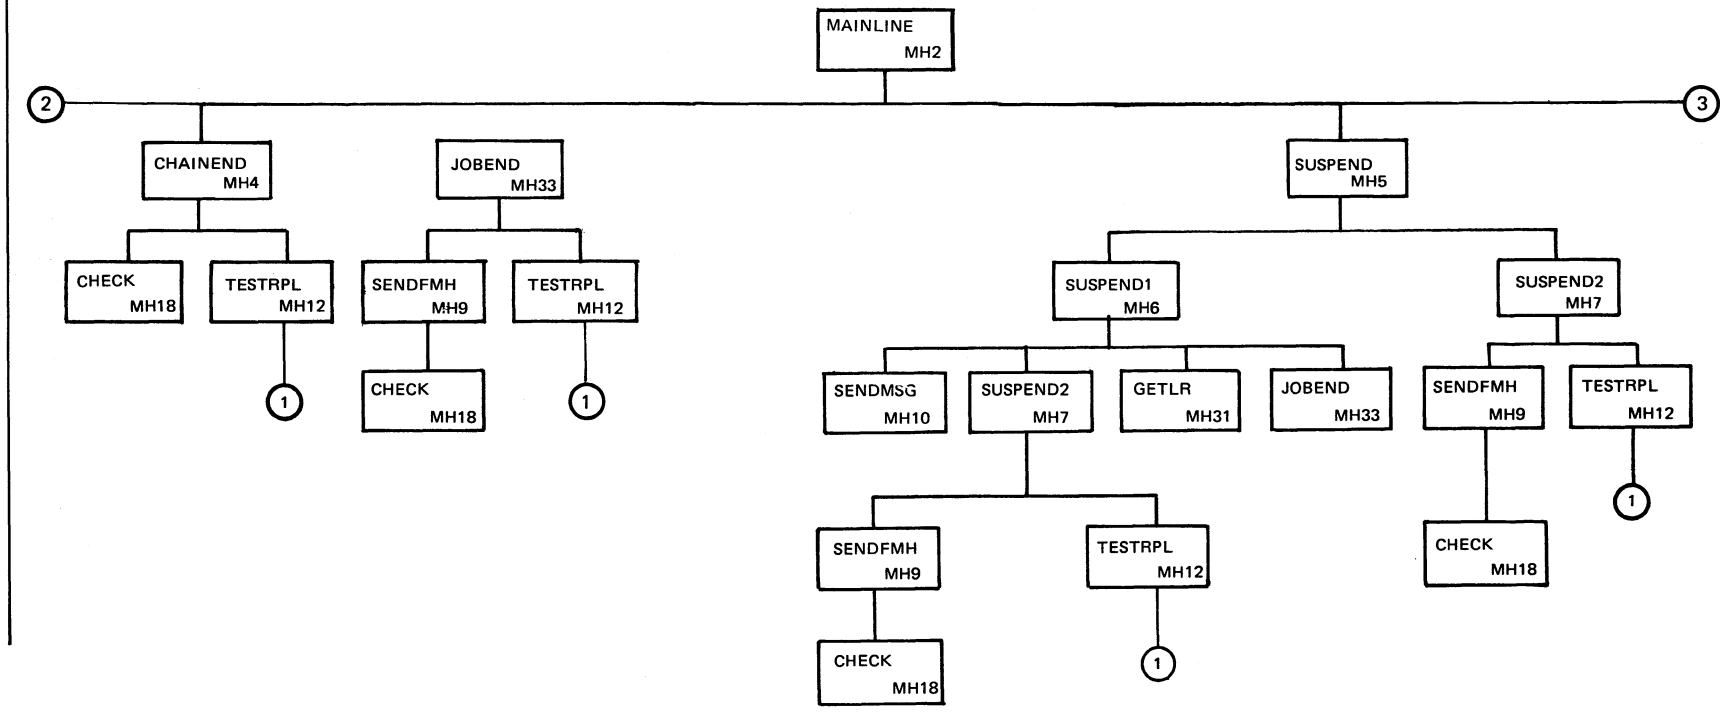 MAINLINE
MH2
2
3
CHAINEND
MH4
JOBEND
MH33
SUSPEND
MH5
CHECK
MH18
TESTRPL
MH12
SENDFMH
MH9
TESTRPL
MH12
SUSPEND1
MH6
SUSPEND2
MH7
1
CHECK
MH18
1
SENDMSG
MH10
SUSPEND2
MH7
GETLR
MH31
JOBEND
MH33
SENDFMH
MH9
TESTRPL
MH12
1
SENDFMH
MH9
TESTRPL
MH12
CHECK
MH18
CHECK
MH18
1